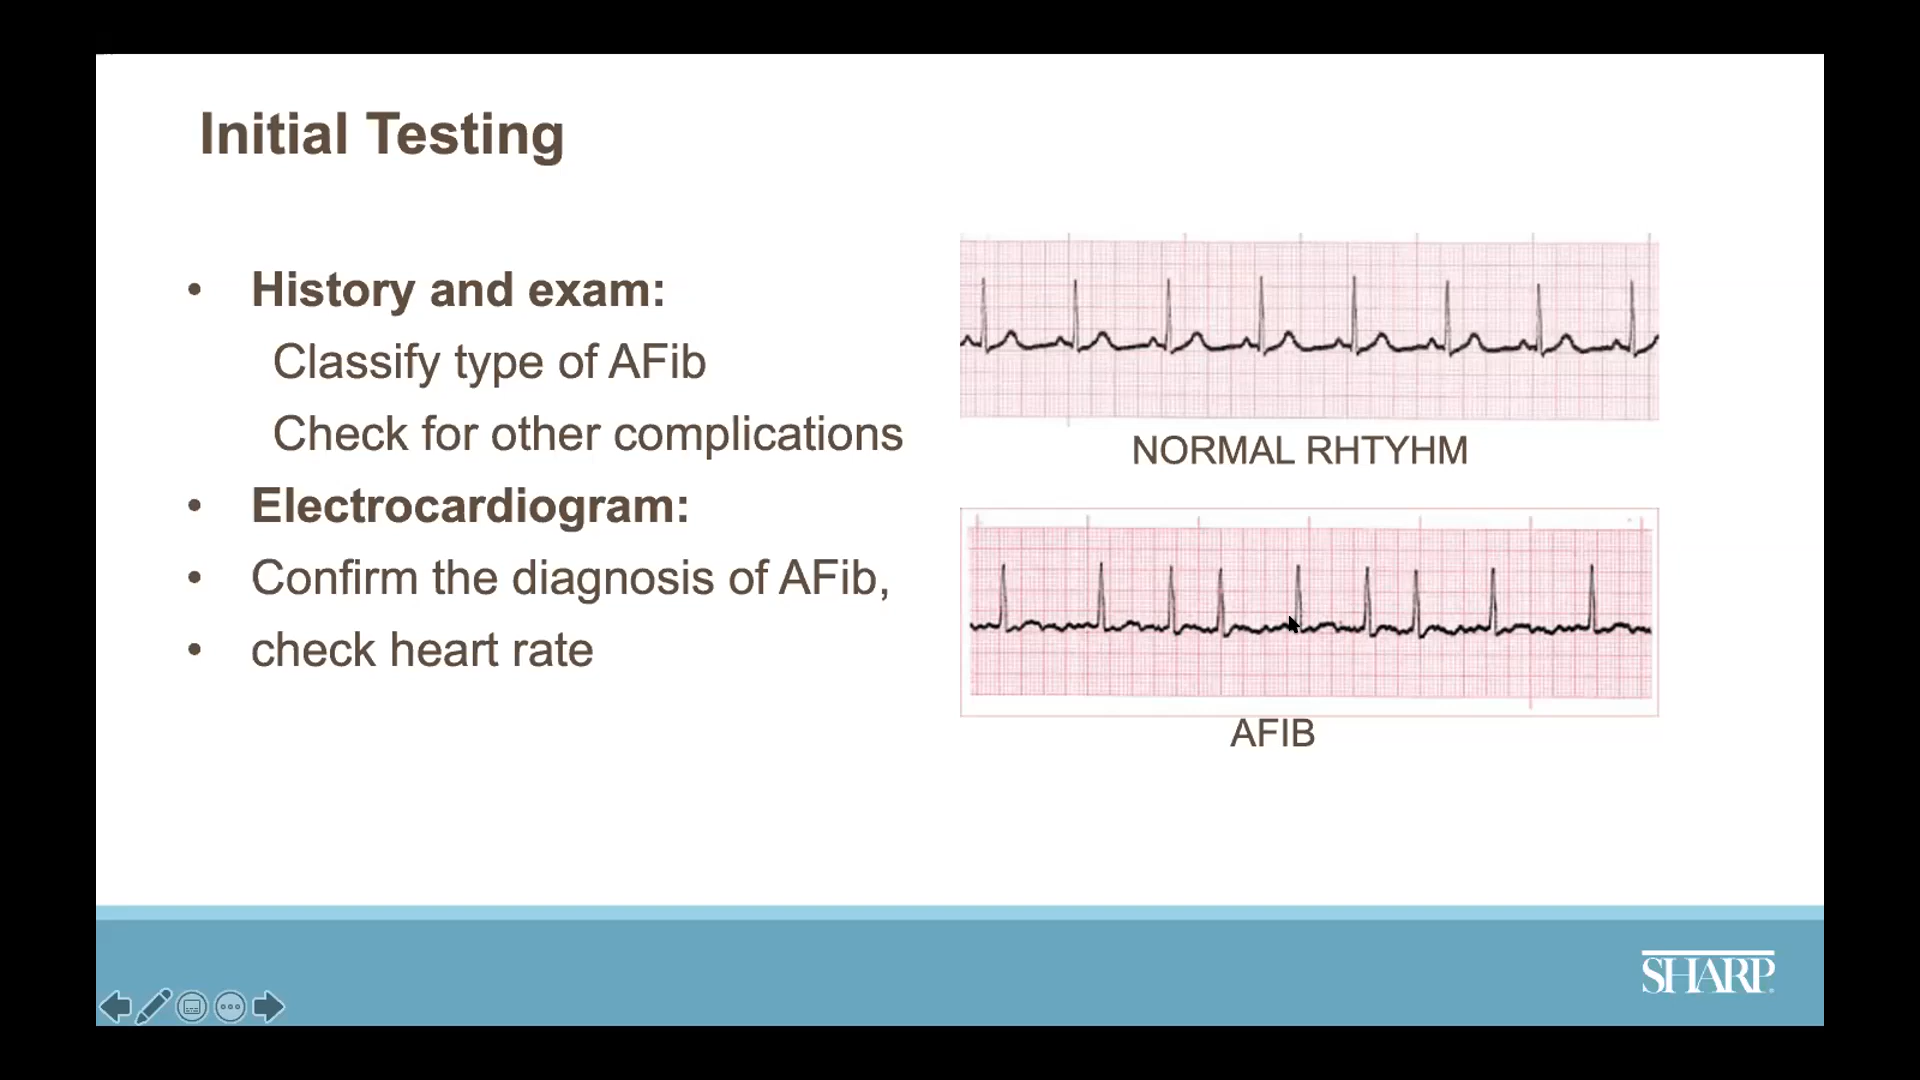 Initial Testing
• History and exam:
Classify type of AFib
Check for other complications
• Electrocardiogram:
• Confirm the diagnosis of AFib,
• check heart rate
NORMAL RHTYHM
AFIB
SHARP